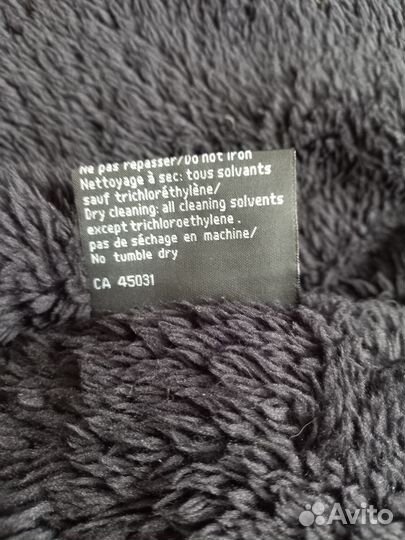 Ne pas repasser/Do not iron
Nettoyage à sec: tous solvants
sauf trichloréthylène/
Dry cleaning: all cleaning solvents
except trichloroethylene.
pas de séchage en machine/
No tumble dry
CA 45031
Avito